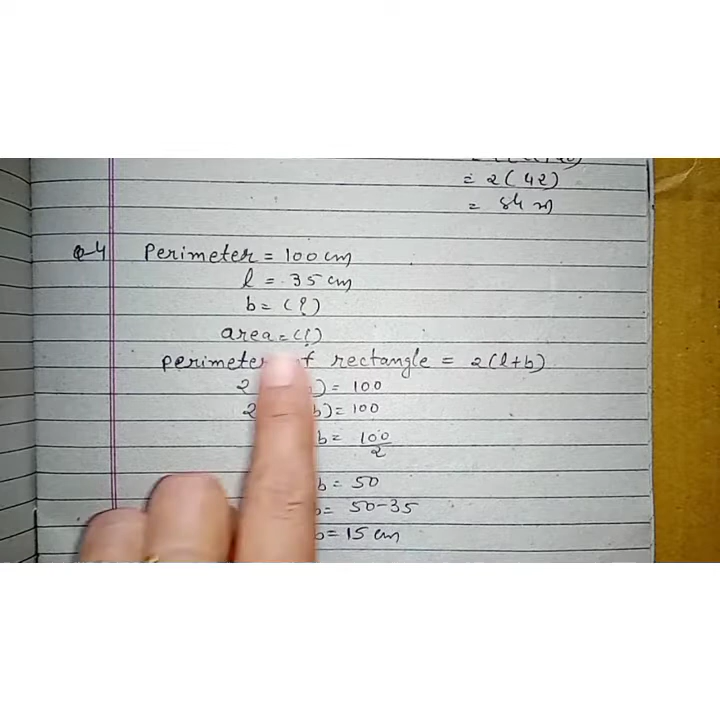 = 2(42)
= 84 m
Q-4 Perimeter = 100 cm
l = 35 cm
b = (?)
area = (?)
perimeter of rectangle = 2(l+b)
2 b) = 100
2 b) = 100
b = 100/2
b = 50
b = 50-35
b = 15 cm